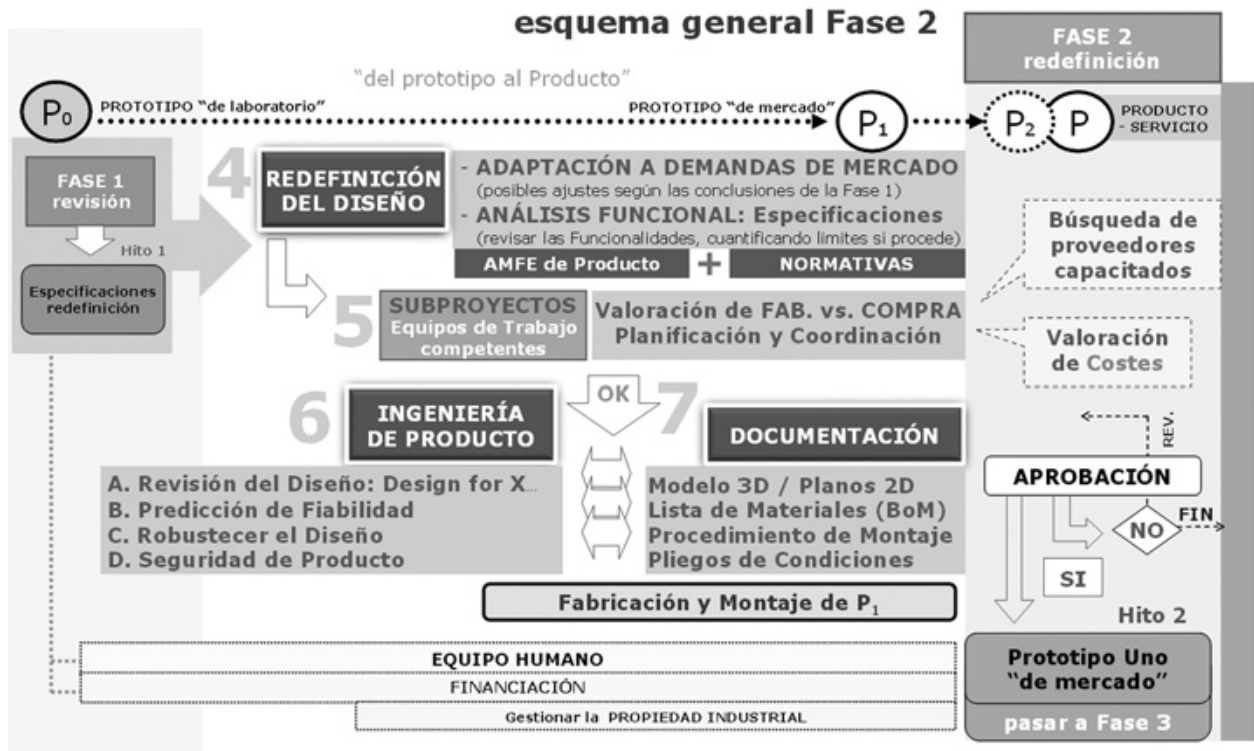 esquema general Fase 2
FASE 2
redefinición
"del prototipo al Producto"
P0
PROTOTIPO "de laboratorio"
PROTOTIPO "de mercado"
P1
P2
P
PRODUCTO
- SERVICIO
FASE 1
revisión
Hito 1
Especificaciones
redefinición
4
REDEFINICIÓN
DEL DISEÑO
- ADAPTACIÓN A DEMANDAS DE MERCADO
(posibles ajustes según las conclusiones de la Fase 1)
- ANÁLISIS FUNCIONAL: Especificaciones
(revisar las Funcionalidades, cuantificando límites si procede)
AMFE de Producto
+
NORMATIVAS
Búsqueda de
proveedores
capacitados
5
SUBPROYECTOS
Equipos de Trabajo
competentes
Valoración de FAB. vs. COMPRA
Planificación y Coordinación
Valoración
de Costes
OK
6
INGENIERÍA
DE PRODUCTO
A. Revisión del Diseño: Design for X...
B. Predicción de Fiabilidad
C. Robustecer el Diseño
D. Seguridad de Producto
7
DOCUMENTACIÓN
Modelo 3D / Planos 2D
Lista de Materiales (BoM)
Procedimiento de Montaje
Pliegos de Condiciones
REV.
APROBACIÓN
NO
FIN
SI
Fabricación y Montaje de P1
Hito 2
EQUIPO HUMANO
FINANCIACIÓN
Gestionar la PROPIEDAD INDUSTRIAL
Prototipo Uno
"de mercado"
pasar a Fase 3